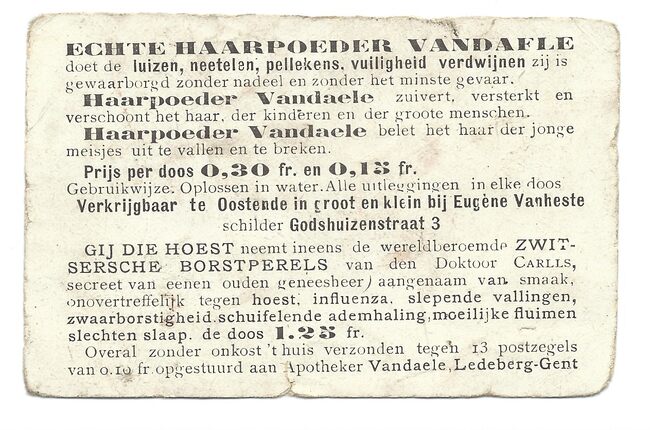 ECHTE HAARPOEDER VANDAELE
doet de luizen, neetelen, pellekens, vuiligheid verdwijnen zij is
gewaarborgd zonder nadeel en zonder het minste gevaar.
Haarpoeder Vandaele zuivert, versterkt en
verschoont het haar, der kinderen en der groote menschen.
Haarpoeder Vandaele belet het haar der jonge
meisjes uit te vallen en te breken.
Prijs per doos 0,30 fr. en 0,15 fr.
Gebruikwijze. Oplossen in water. Alle uitleggingen in elke doos
Verkrijgbaar te Oostende in groot en klein bij Eugène Vanheste
schilder Godshuizenstraat 3
GIJ DIE HOEST neemt ineens de wereldberoemde ZWIT-
SERSCHE BORSTPERELS van den Doktoor CARLLS,
secreet van eenen ouden geneesheer) aangenaam van smaak,
onovertreffelijk tegen hoest, influenza, slepende vallingen,
zwaarborstigheid, schuifelende ademhaling, moeilijke fluimen
slechten slaap. de doos 1.25 fr.
Overal zonder onkost 't huis verzonden tegen 13 postzegels
van 0.10 fr. opgestuurd aan Apotheker Vandaele, Ledeberg-Gent